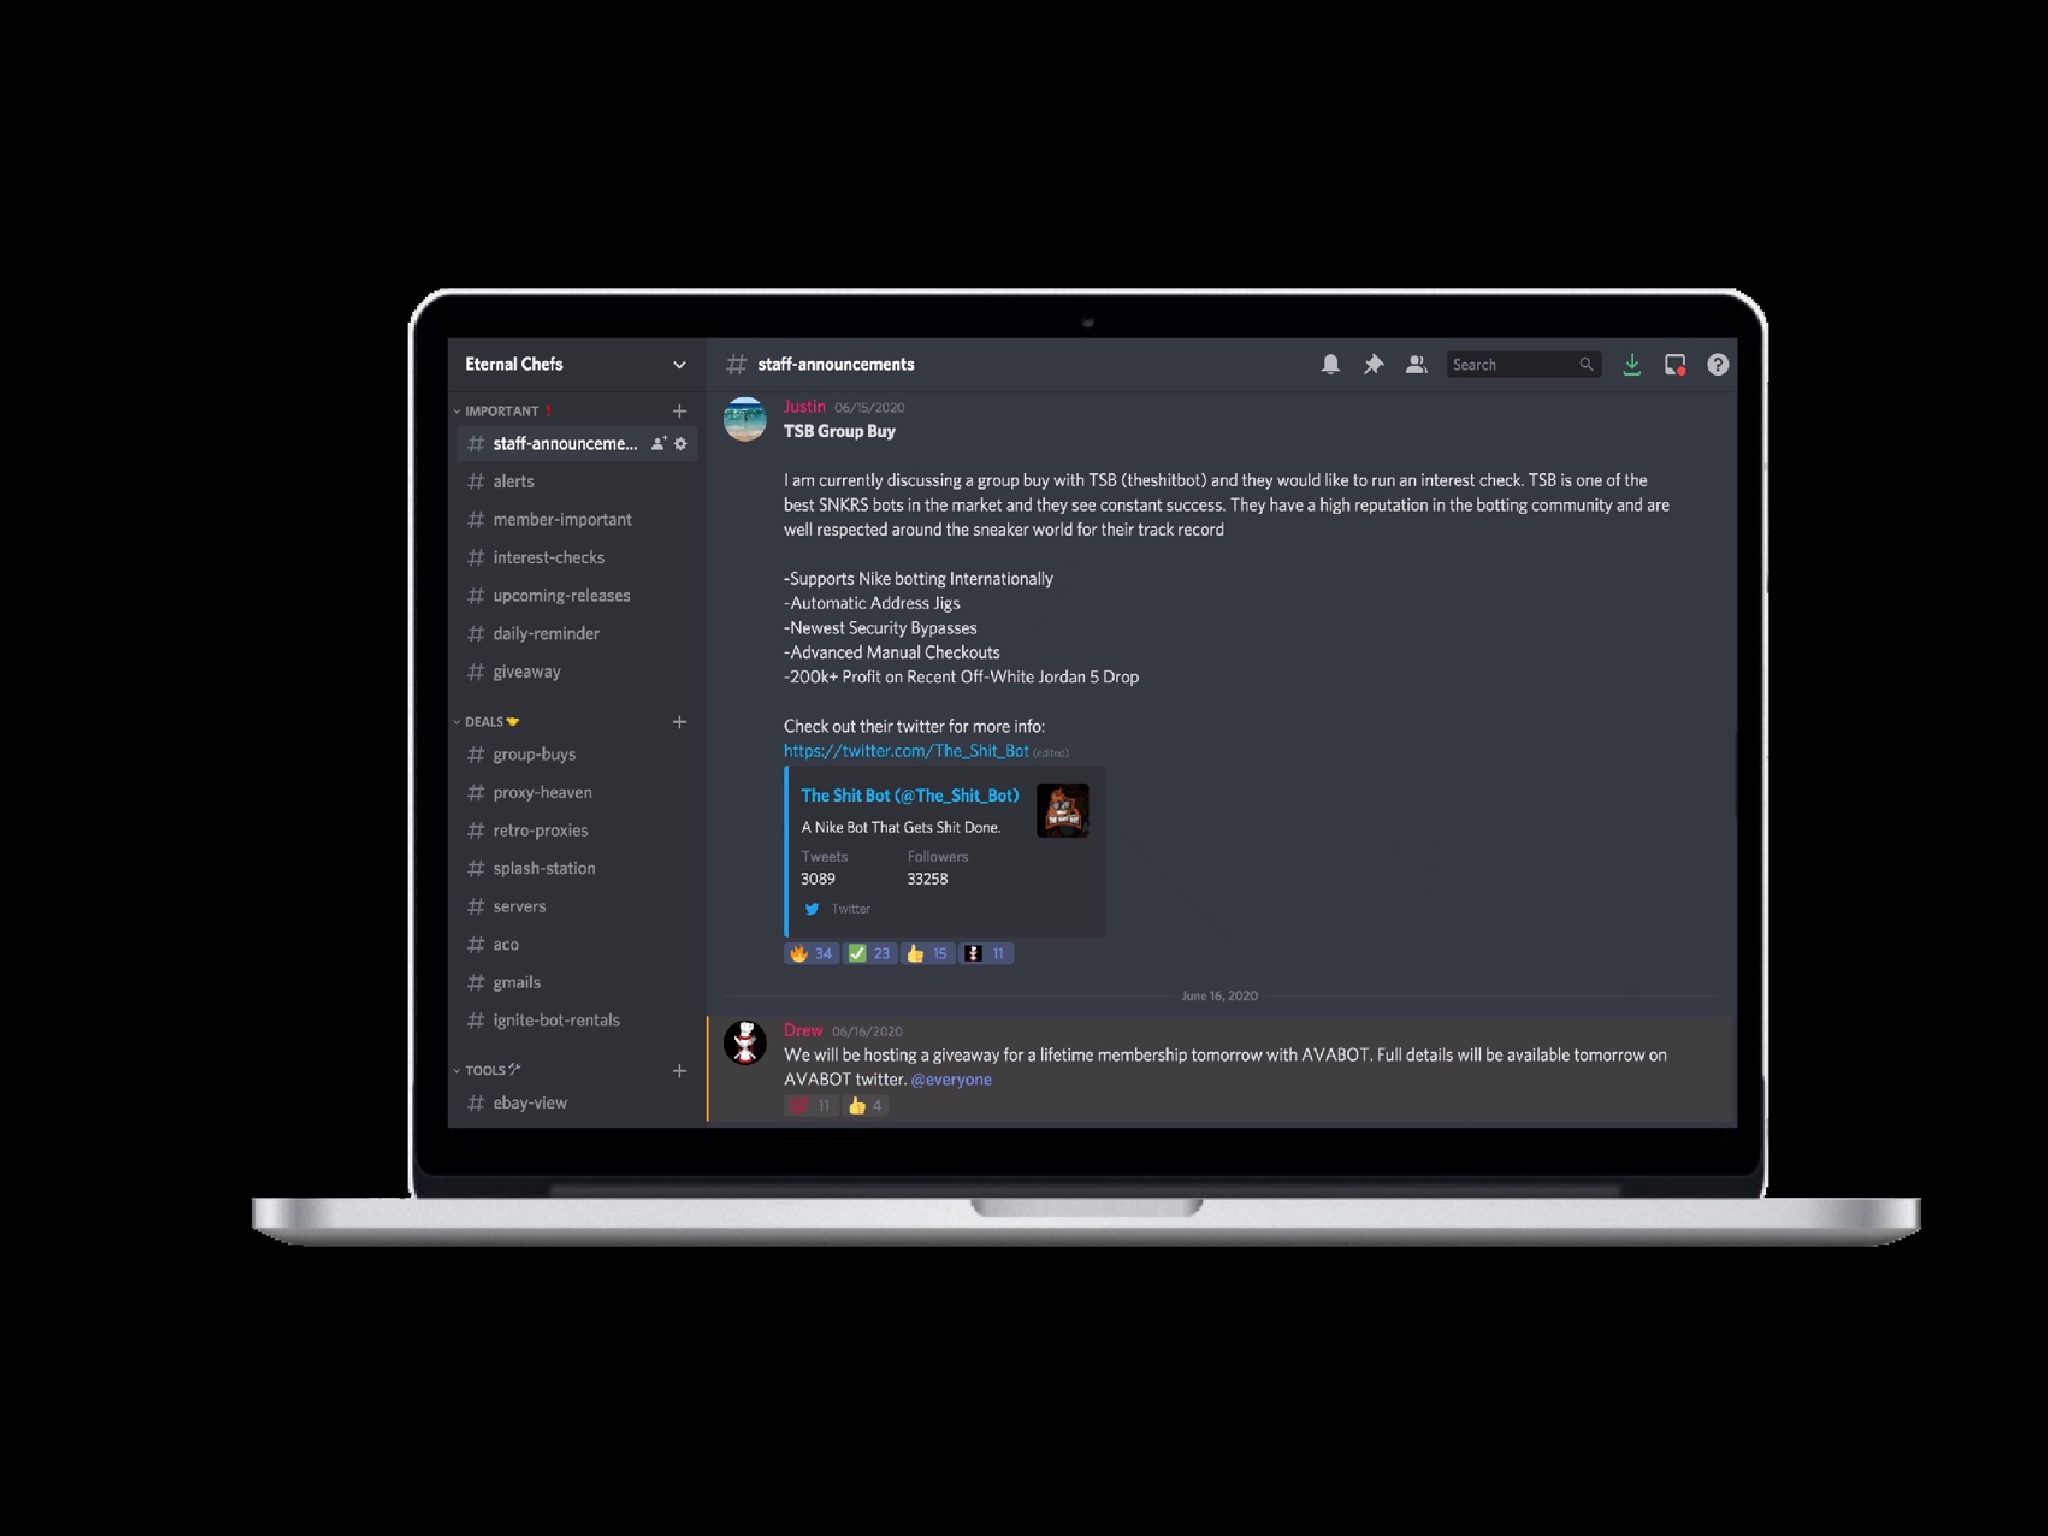 Eternal Chefs
IMPORTANT
staff-announceme...
alerts
member-important
interest-checks
upcoming-releases
daily-reminder
giveaway
DEALS
group-buys
proxy-heaven
retro-proxies
splash-station
servers
aco
gmails
ignite-bot-rentals
TOOLS
ebay-view
staff-announcements
Search
Justin 06/15/2020
TSB Group Buy
I am currently discussing a group buy with TSB (theshitbot) and they would like to run an interest check. TSB is one of the
best SNKRS bots in the market and they see constant success. They have a high reputation in the botting community and are
well respected around the sneaker world for their track record
-Supports Nike botting Internationally
-Automatic Address Jigs
-Newest Security Bypasses
-Advanced Manual Checkouts
-200k+ Profit on Recent Off-White Jordan 5 Drop
Check out their twitter for more info:
https://twitter.com/The_Shit_Bot (edited)
The Shit Bot (@The_Shit_Bot)
A Nike Bot That Gets Shit Done.
Tweets Followers
3089 33258
Twitter
34 23 15 11
June 16, 2020
Drew 06/16/2020
We will be hosting a giveaway for a lifetime membership tomorrow with AVABOT. Full details will be available tomorrow on
AVABOT twitter. @everyone
11 4